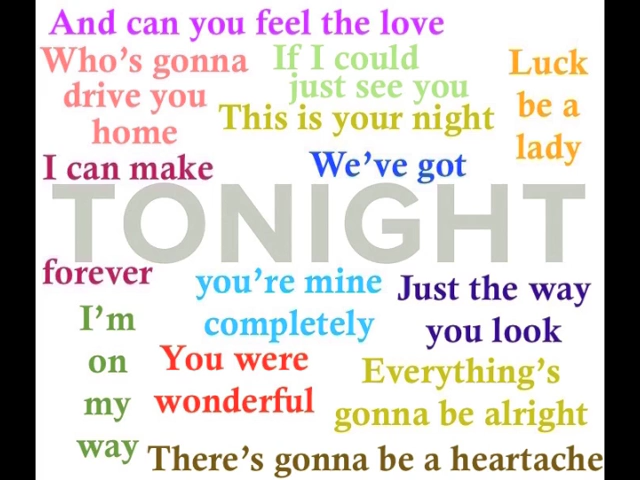 And can you feel the love
Who's gonna
drive you
home
If I could
just see you
Luck
be a
lady
This is your night
I can make
We've got
TONIGHT
forever
you're mine
completely
Just the way
you look
I'm
on
my
way
You were
wonderful
Everything's
gonna be alright
There's gonna be a heartache